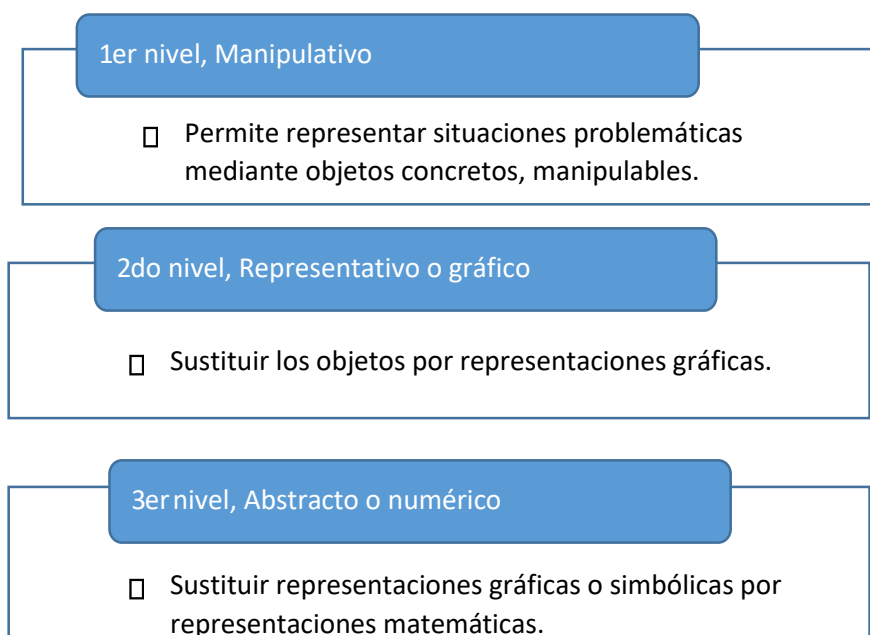 1er nivel, Manipulativo
▯ Permite representar situaciones problemáticas
mediante objetos concretos, manipulables.
2do nivel, Representativo o gráfico
▯ Sustituir los objetos por representaciones gráficas.
3er nivel, Abstracto o numérico
▯ Sustituir representaciones gráficas o simbólicas por
representaciones matemáticas.